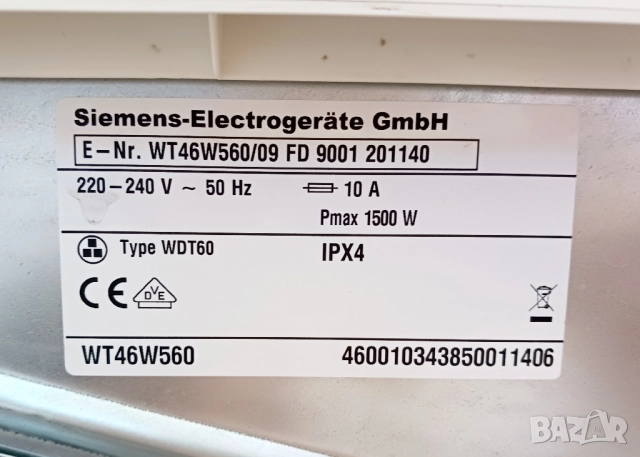 Siemens-Electrogeräte GmbH
E-Nr. WT46W560/09 FD 9001 201140
220-240 V ~ 50 Hz 10 A
Pmax 1500 W
Type WDT60 IPX4
CE DVE
WT46W560 460010343850011406
BAZAR